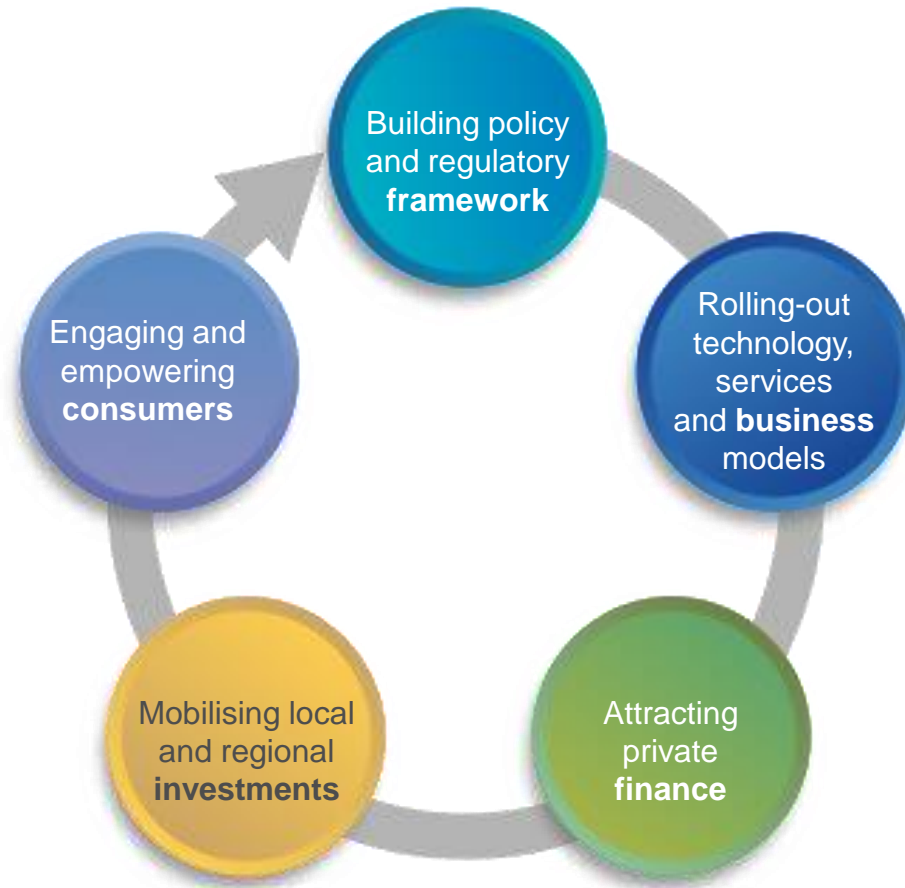 Building policy
and regulatory
framework
Rolling-out
technology,
services
and business
models
Attracting
private
finance
Mobilising local
and regional
investments
Engaging and
empowering
consumers